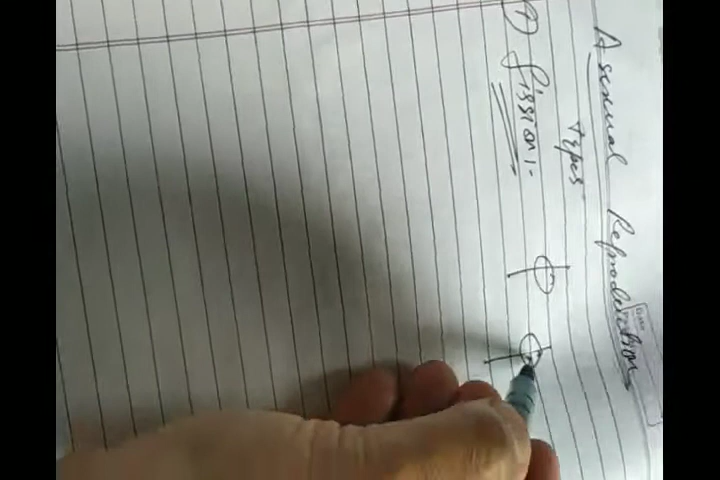 Asexual Reproduction
types
1) fission:-